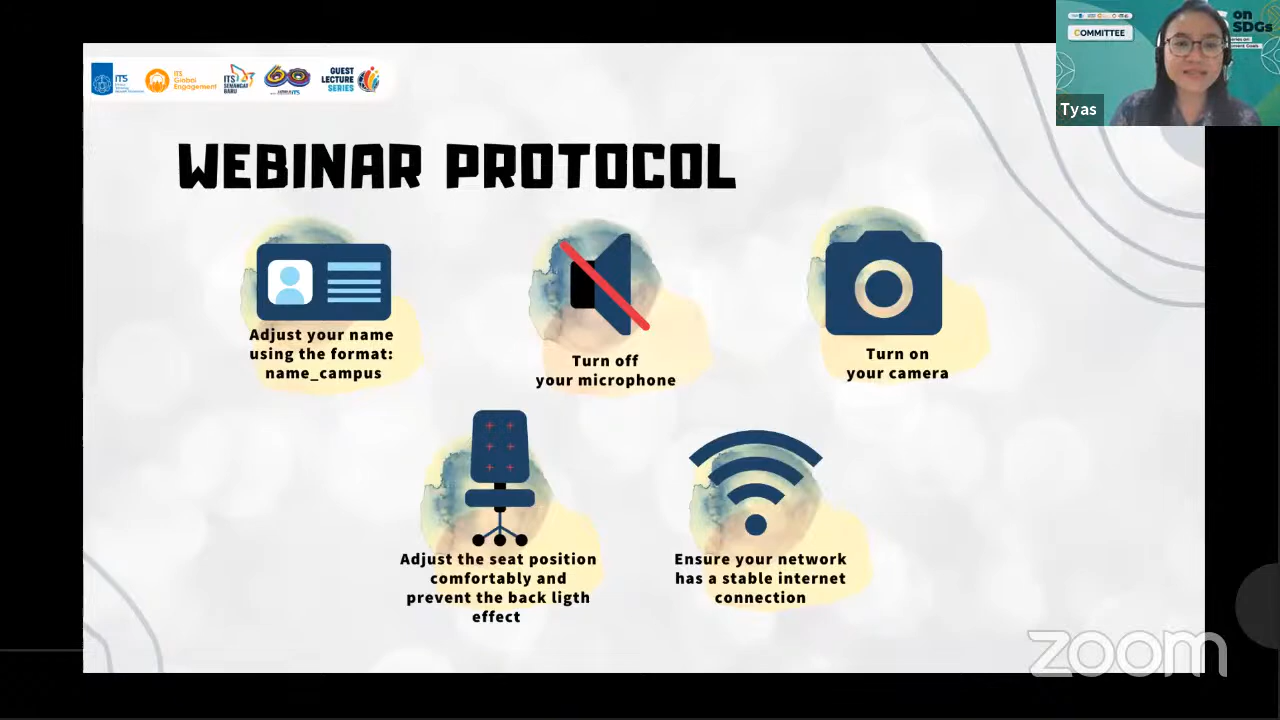 ITS
ITS
Global
Engagement
ITS
SEMANGAT
BARU
60
GUEST
LECTURE
SERIES
COMMITTEE
on
SDGs
Tyas
WEBINAR PROTOCOL
Adjust your name
using the format:
name_campus
Turn off
your microphone
Turn on
your camera
Adjust the seat position
comfortably and
prevent the back ligth
effect
Ensure your network
has a stable internet
connection
zoom